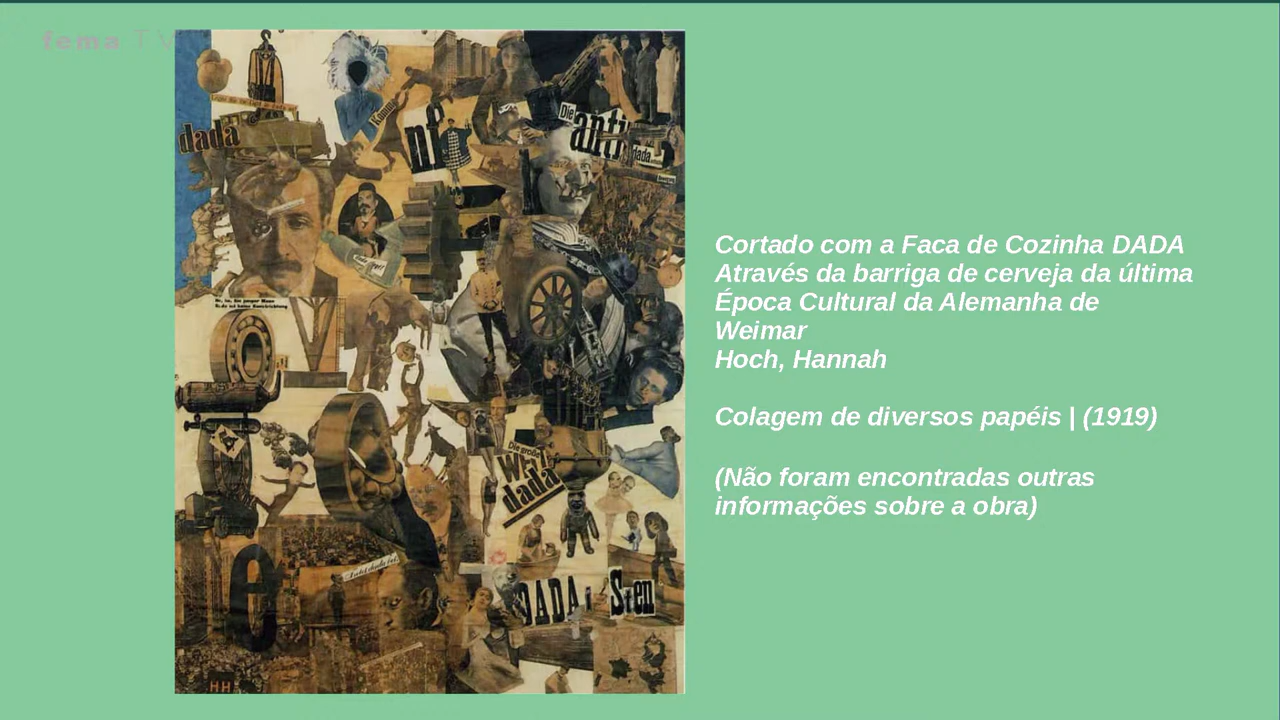 fema TV
dada
nf
Die
anti
dada
Die große
dada
DADA
e
HH
Cortado com a Faca de Cozinha DADA
Através da barriga de cerveja da última
Época Cultural da Alemanha de
Weimar
Hoch, Hannah
Colagem de diversos papéis | (1919)
(Não foram encontradas outras
informações sobre a obra)